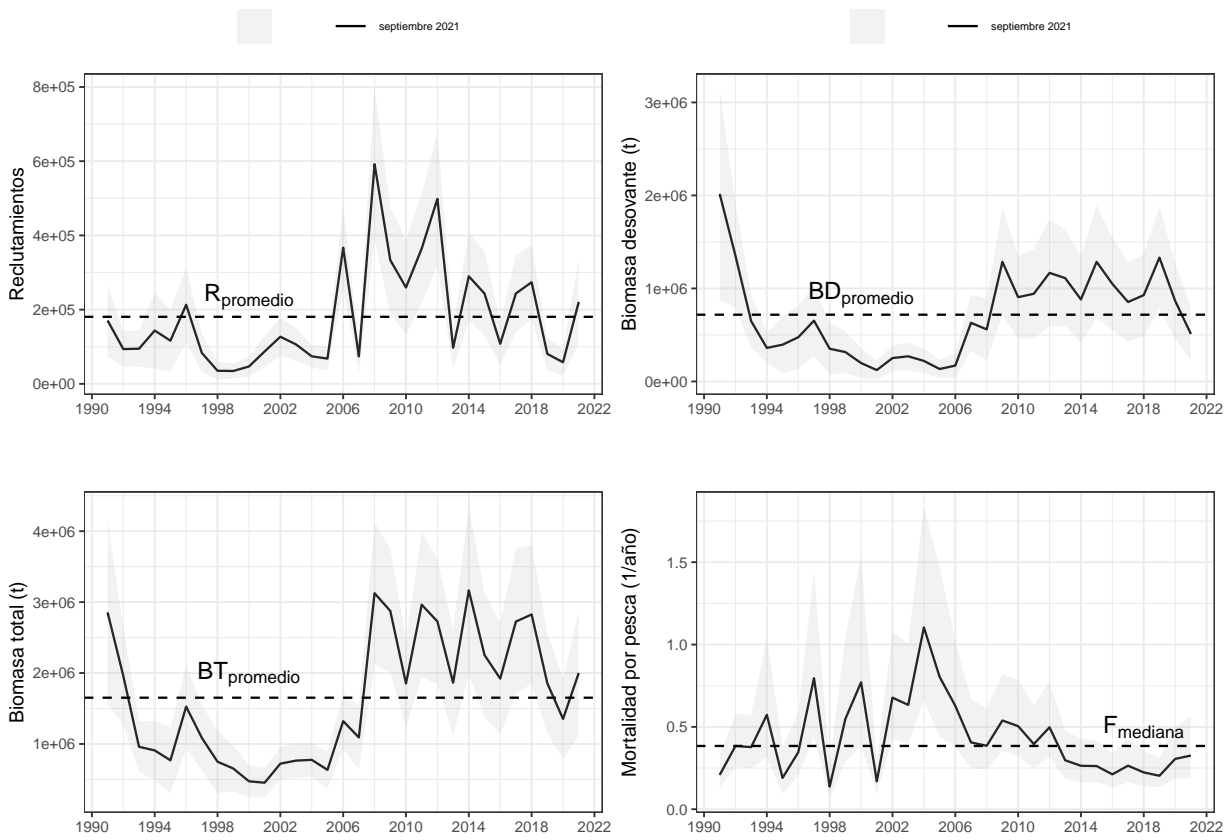 septiembre 2021
septiembre 2021
8e+05
6e+05
4e+05
2e+05
0e+00
Reclutamientos
Rpromedio
1990 1994 1998 2002 2006 2010 2014 2018 2022
3e+06
2e+06
1e+06
0e+00
Biomasa desovante (t)
BDpromedio
1990 1994 1998 2002 2006 2010 2014 2018 2022
4e+06
3e+06
2e+06
1e+06
Biomasa total (t)
BTpromedio
1990 1994 1998 2002 2006 2010 2014 2018 2022
1.5
1.0
0.5
0.0
Mortalidad por pesca (1/año)
Fmediana
1990 1994 1998 2002 2006 2010 2014 2018 2022